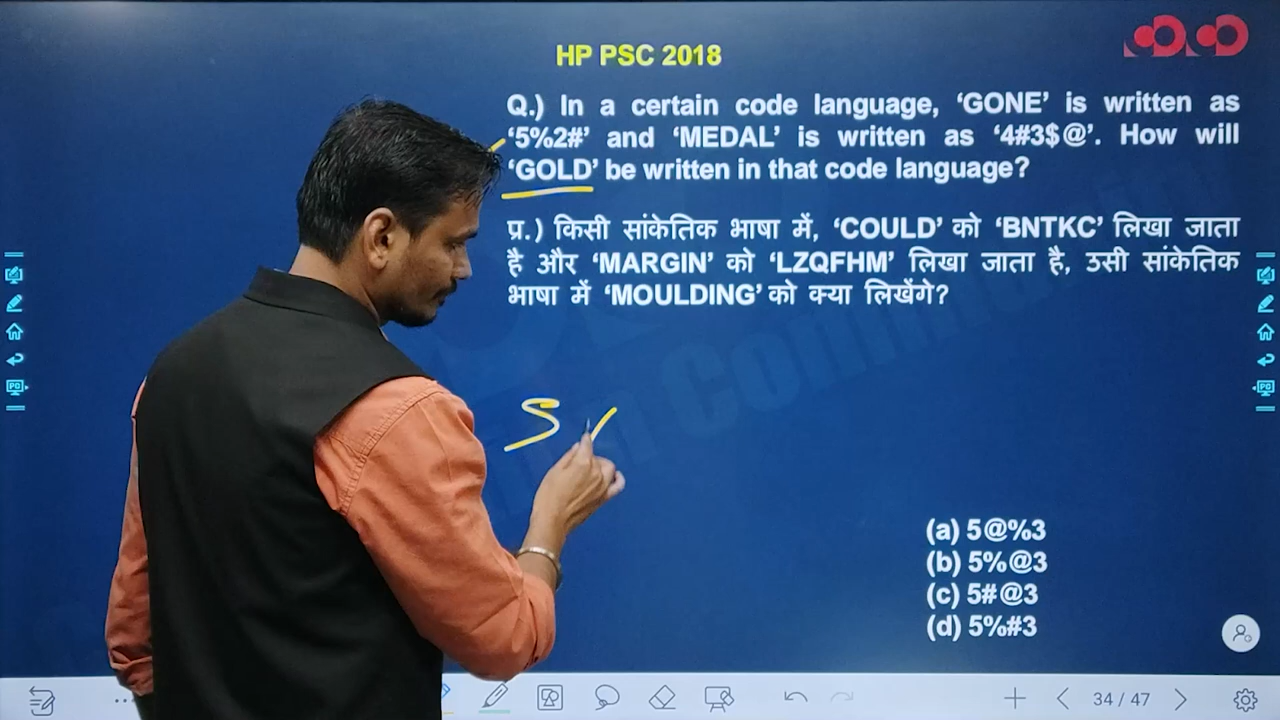 HP PSC 2018
Q.) In a certain code language, ‘GONE’ is written as
‘5%2#’ and ‘MEDAL’ is written as ‘4#3$@’. How will
‘GOLD’ be written in that code language?
प्र.) किसी सांकेतिक भाषा में, ‘COULD’ को ‘BNTKC’ लिखा जाता
है और ‘MARGIN’ को ‘LZQFHM’ लिखा जाता है, उसी सांकेतिक
भाषा में ‘MOULDING’ को क्या लिखेंगे?
5
(a) 5@%3
(b) 5%@3
(c) 5#@3
(d) 5%#3
34 / 47